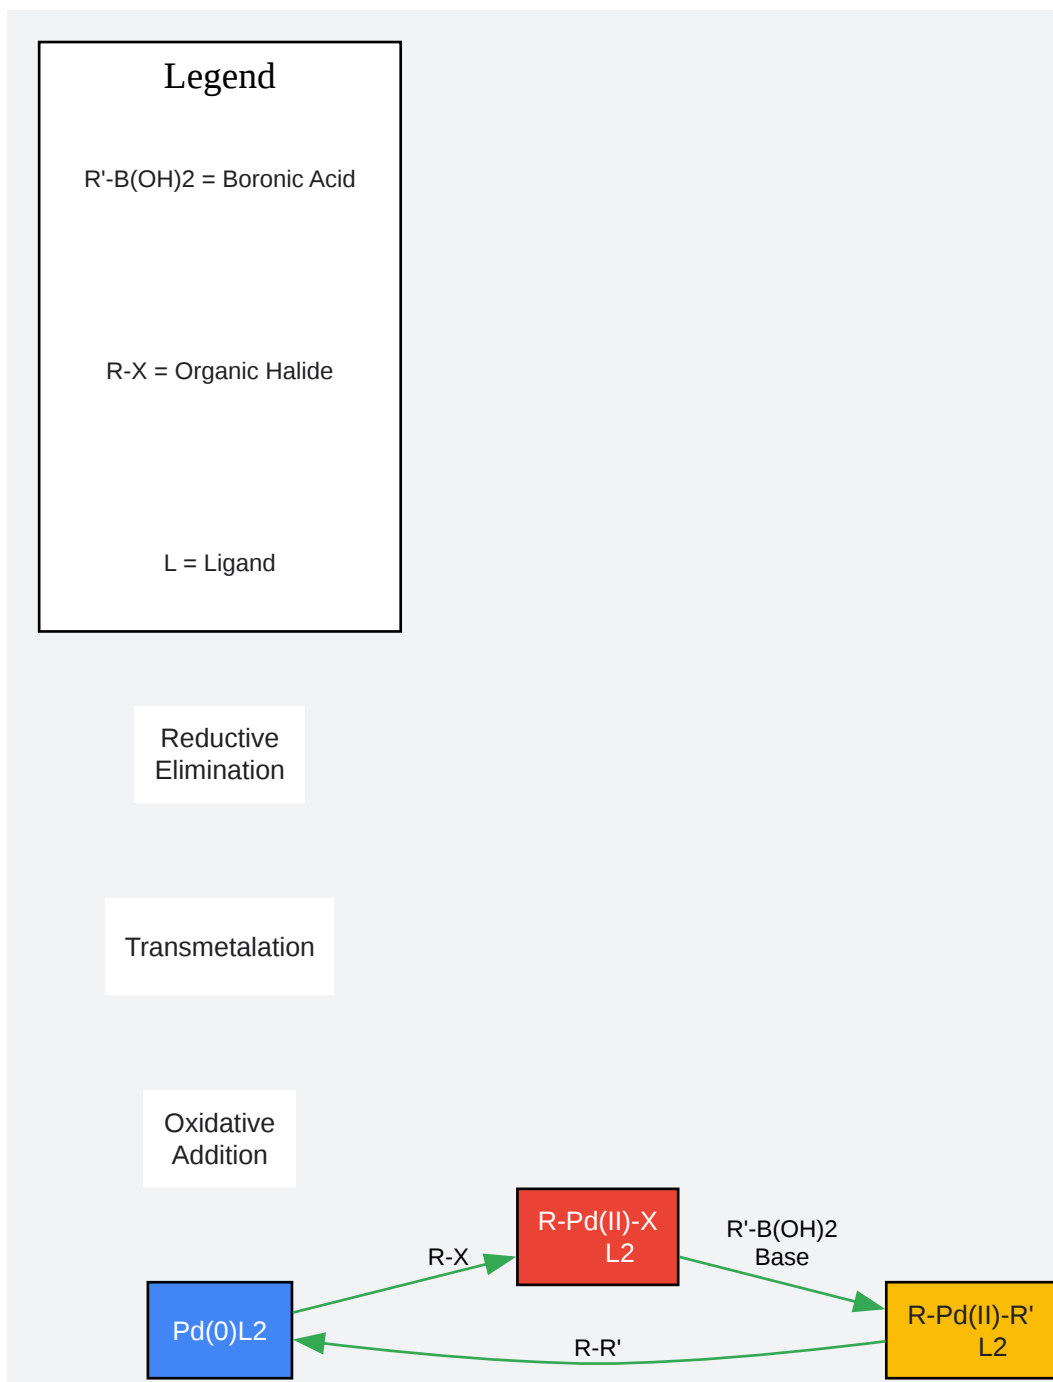 Legend
R'-B(OH)2 = Boronic Acid
R-X = Organic Halide
L = Ligand
Reductive
Elimination
Transmetalation
Oxidative
Addition
R-Pd(II)-X
L2
R'-B(OH)2
Base
R-X
Pd(0)L2
R-Pd(II)-R'
L2
R-R'